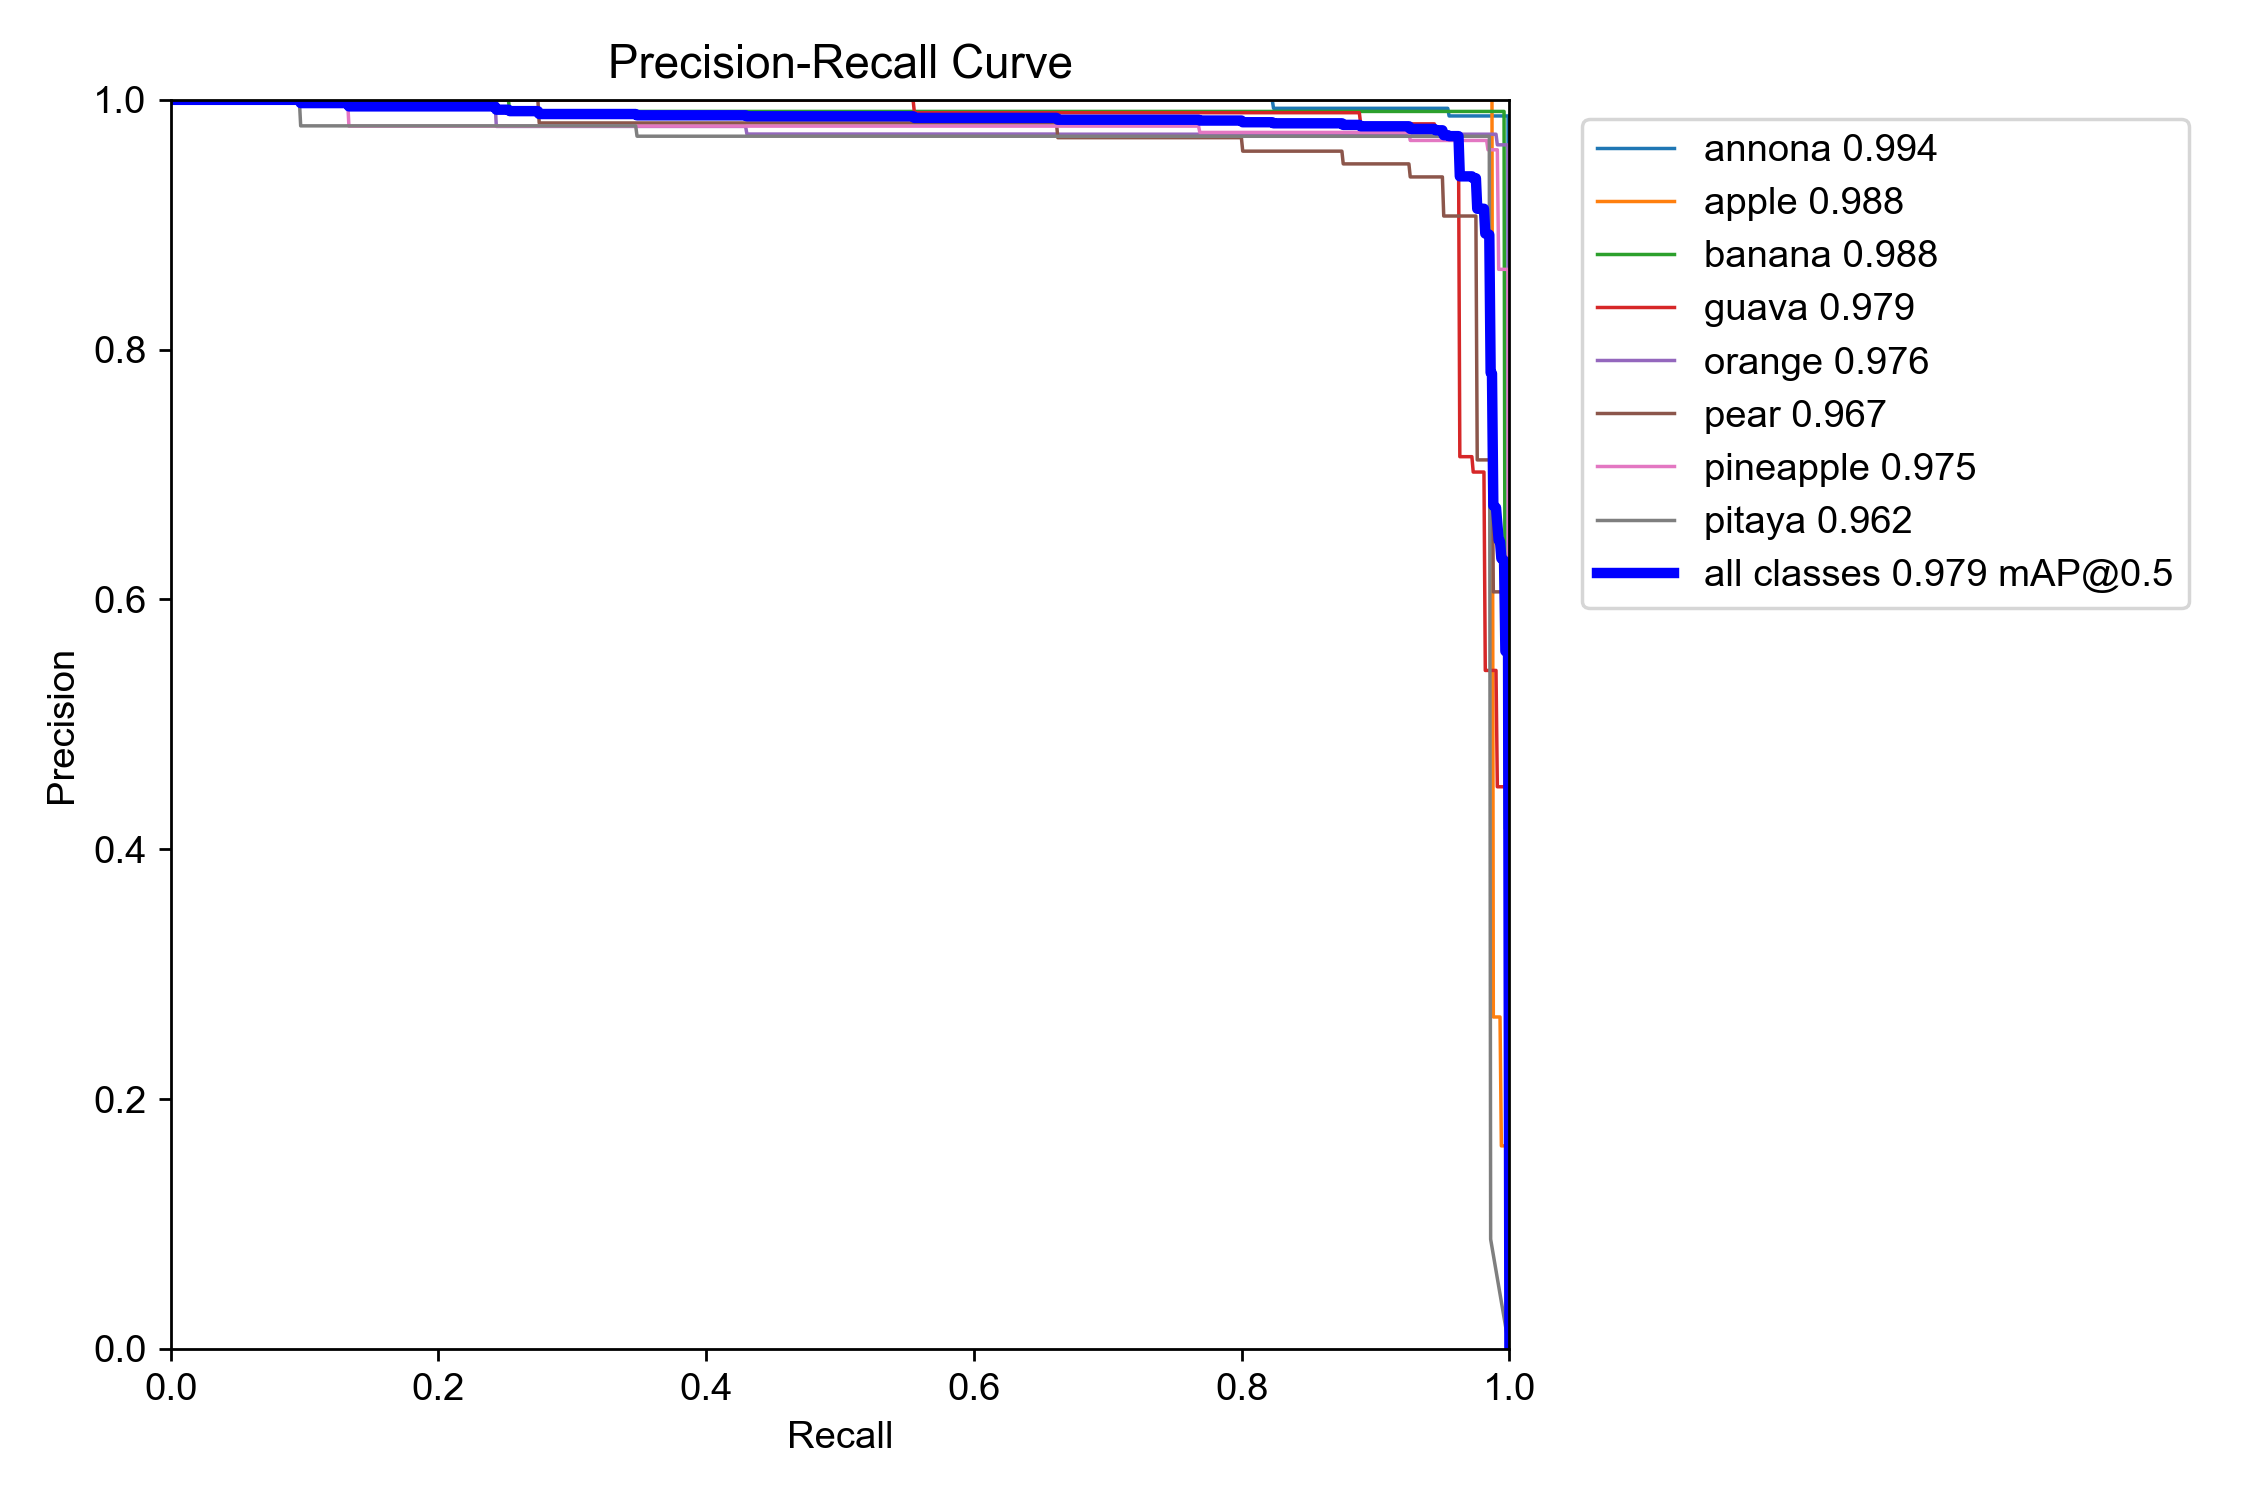 Precision-Recall Curve
1.0
0.8
0.6
0.4
0.2
0.0
Precision
0.0 0.2 0.4 0.6 0.8 1.0
Recall
annona 0.994
apple 0.988
banana 0.988
guava 0.979
orange 0.976
pear 0.967
pineapple 0.975
pitaya 0.962
all classes 0.979 mAP@0.5